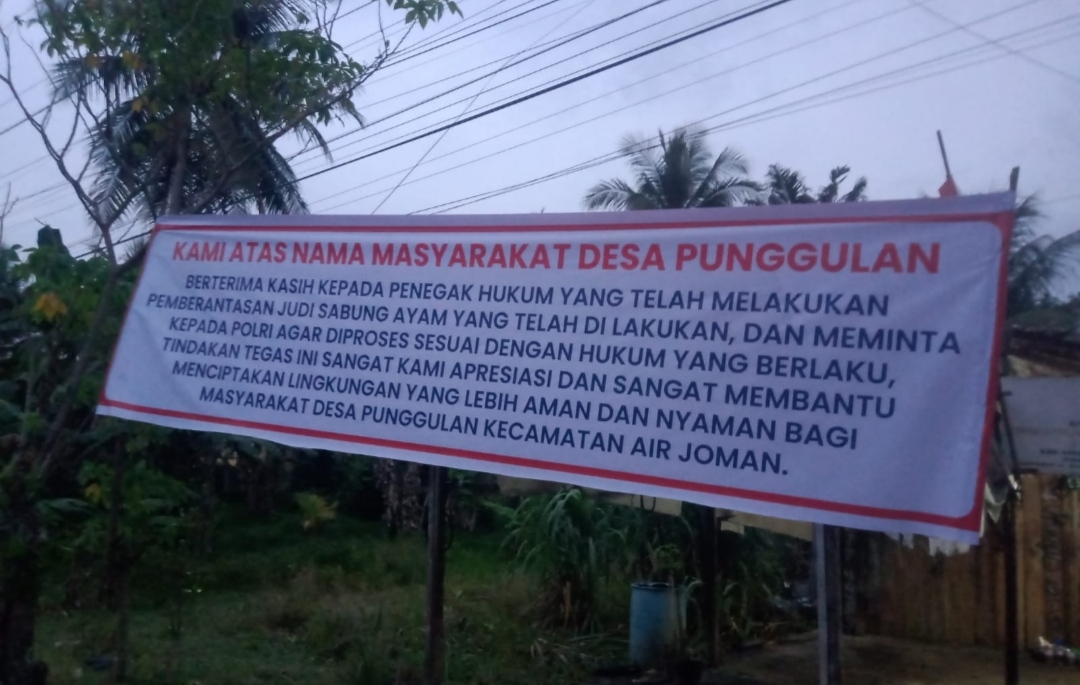 KAMI ATAS NAMA MASYARAKAT DESA PUNGGULAN
BERTERIMA KASIH KEPADA PENEGAK HUKUM YANG TELAH MELAKUKAN
PEMBERANTASAN JUDI SABUNG AYAM YANG TELAH DI LAKUKAN, DAN MEMINTA
KEPADA POLRI AGAR DIPROSES SESUAI DENGAN HUKUM YANG BERLAKU,
TINDAKAN TEGAS INI SANGAT KAMI APRESIASI DAN SANGAT MEMBANTU
MENCIPTAKAN LINGKUNGAN YANG LEBIH AMAN DAN NYAMAN BAGI
MASYARAKAT DESA PUNGGULAN KECAMATAN AIR JOMAN.